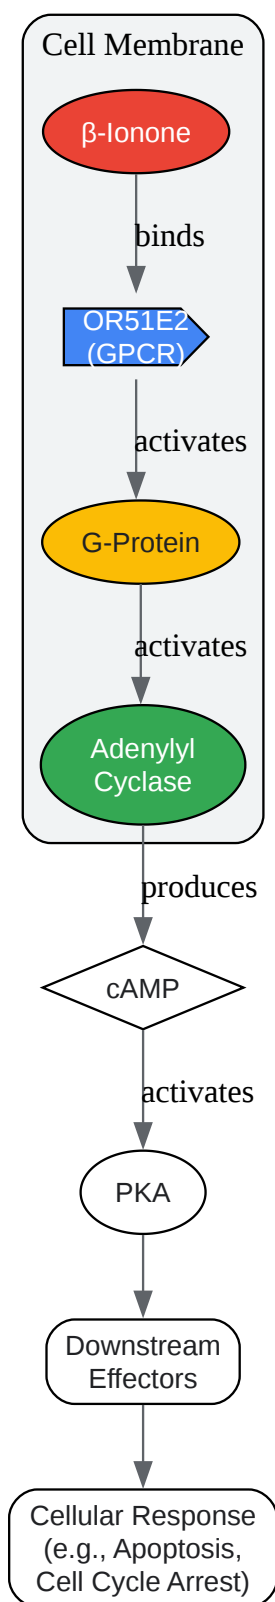 Cell Membrane
β-Ionone
binds
OR51E2
(GPCR)
activates
G-Protein
activates
Adenylyl
Cyclase
produces
cAMP
activates
PKA
Downstream
Effectors
Cellular Response
(e.g., Apoptosis,
Cell Cycle Arrest)